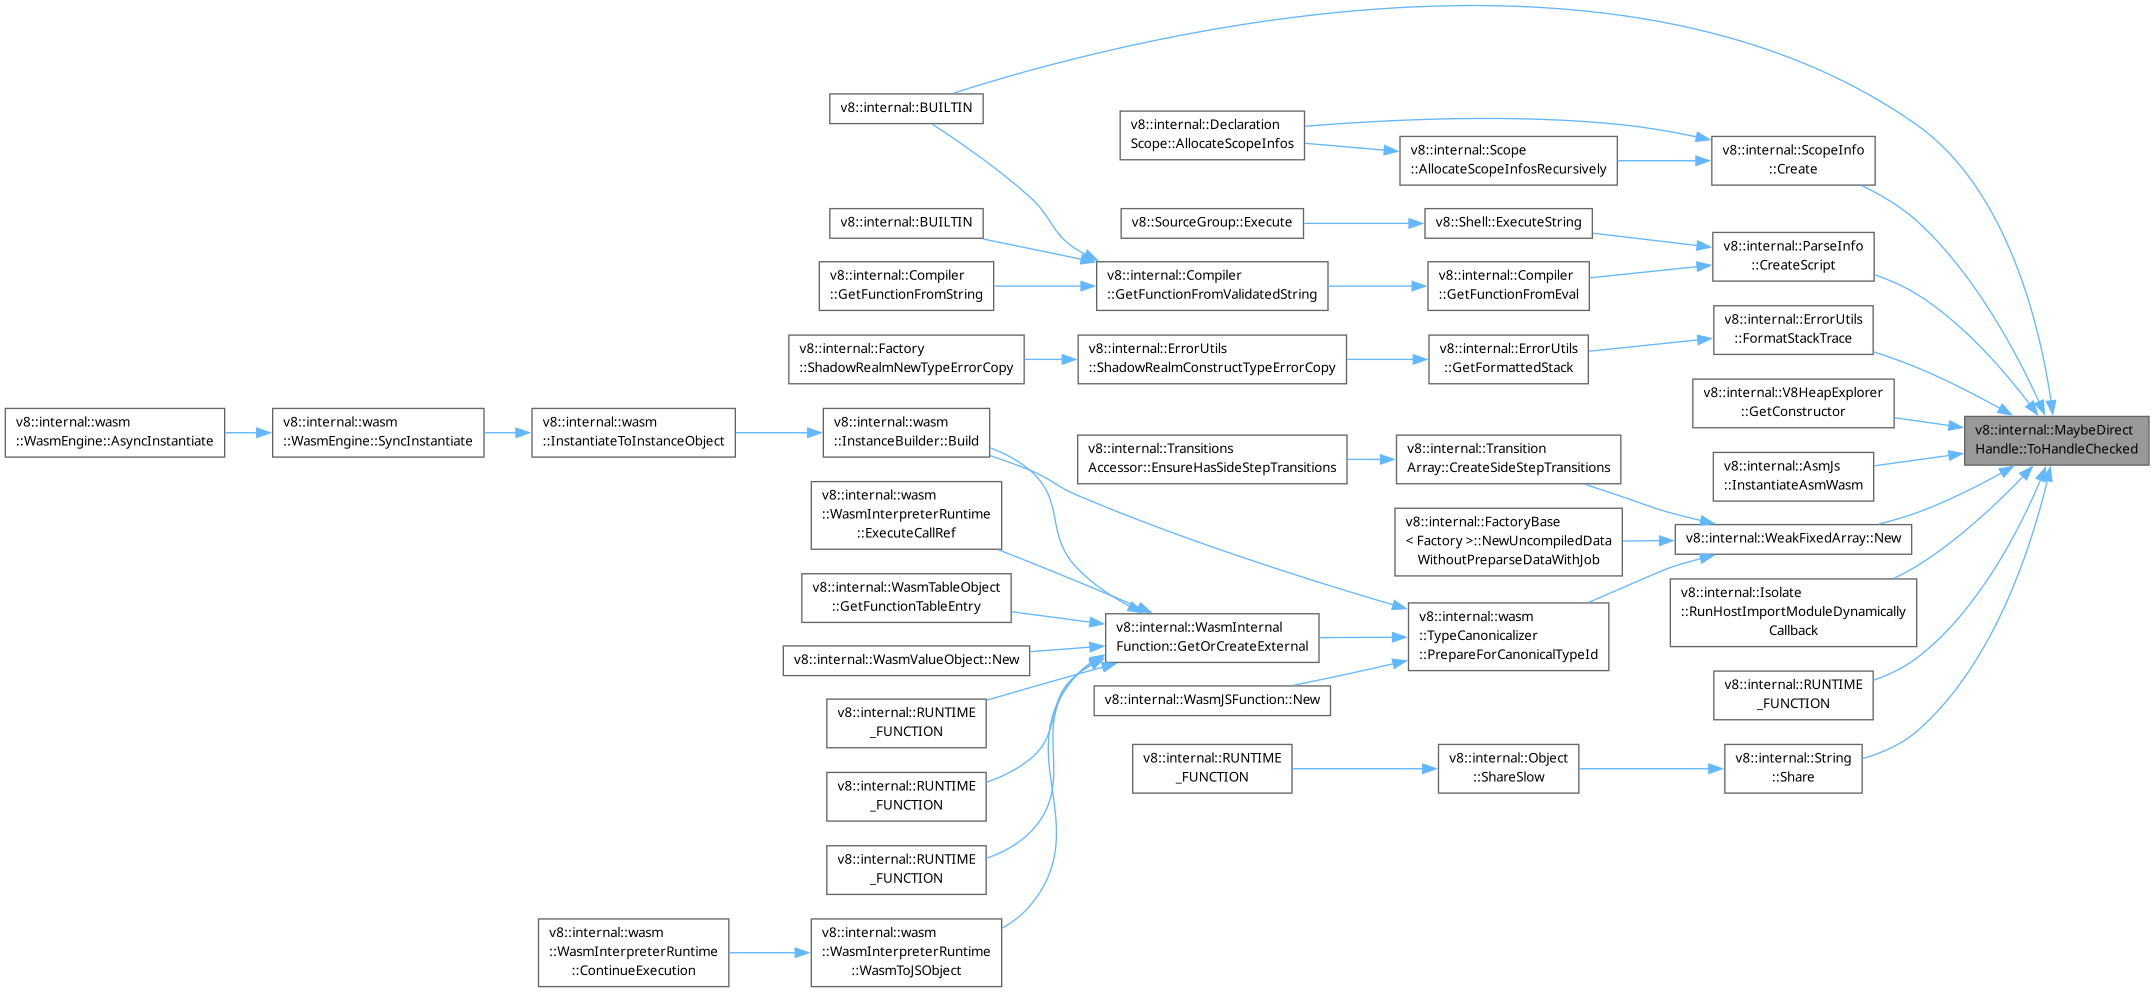 v8::internal::BUILTIN
v8::internal::Declaration
Scope::AllocateScopeInfos
v8::internal::Scope
::AllocateScopeInfosRecursively
v8::internal::ScopeInfo
::Create
v8::internal::BUILTIN
v8::SourceGroup::Execute
v8::Shell::ExecuteString
v8::internal::ParseInfo
::CreateScript
v8::internal::Compiler
::GetFunctionFromString
v8::internal::Compiler
::GetFunctionFromValidatedString
v8::internal::Compiler
::GetFunctionFromEval
v8::internal::ErrorUtils
::FormatStackTrace
v8::internal::Factory
::ShadowRealmNewTypeErrorCopy
v8::internal::ErrorUtils
::ShadowRealmConstructTypeErrorCopy
v8::internal::ErrorUtils
::GetFormattedStack
v8::internal::V8HeapExplorer
::GetConstructor
v8::internal::MaybeDirect
Handle::ToHandleChecked
v8::internal::wasm
::WasmEngine::AsyncInstantiate
v8::internal::wasm
::WasmEngine::SyncInstantiate
v8::internal::wasm
::InstantiateToInstanceObject
v8::internal::wasm
::InstanceBuilder::Build
v8::internal::Transitions
Accessor::EnsureHasSideStepTransitions
v8::internal::Transition
Array::CreateSideStepTransitions
v8::internal::AsmJs
::InstantiateAsmWasm
v8::internal::wasm
::WasmInterpreterRuntime
::ExecuteCallRef
v8::internal::FactoryBase
< Factory >::NewUncompiledData
WithoutPreparseDataWithJob
v8::internal::WeakFixedArray::New
v8::internal::WasmTableObject
::GetFunctionTableEntry
v8::internal::Isolate
::RunHostImportModuleDynamically
Callback
v8::internal::WasmInternal
Function::GetOrCreateExternal
v8::internal::wasm
::TypeCanonicalizer
::PrepareForCanonicalTypeId
v8::internal::WasmValueObject::New
v8::internal::WasmJSFunction::New
v8::internal::RUNTIME
_FUNCTION
v8::internal::RUNTIME
_FUNCTION
v8::internal::RUNTIME
_FUNCTION
v8::internal::Object
::ShareSlow
v8::internal::String
::Share
v8::internal::RUNTIME
_FUNCTION
v8::internal::RUNTIME
_FUNCTION
v8::internal::wasm
::WasmInterpreterRuntime
::ContinueExecution
v8::internal::wasm
::WasmInterpreterRuntime
::WasmToJSObject